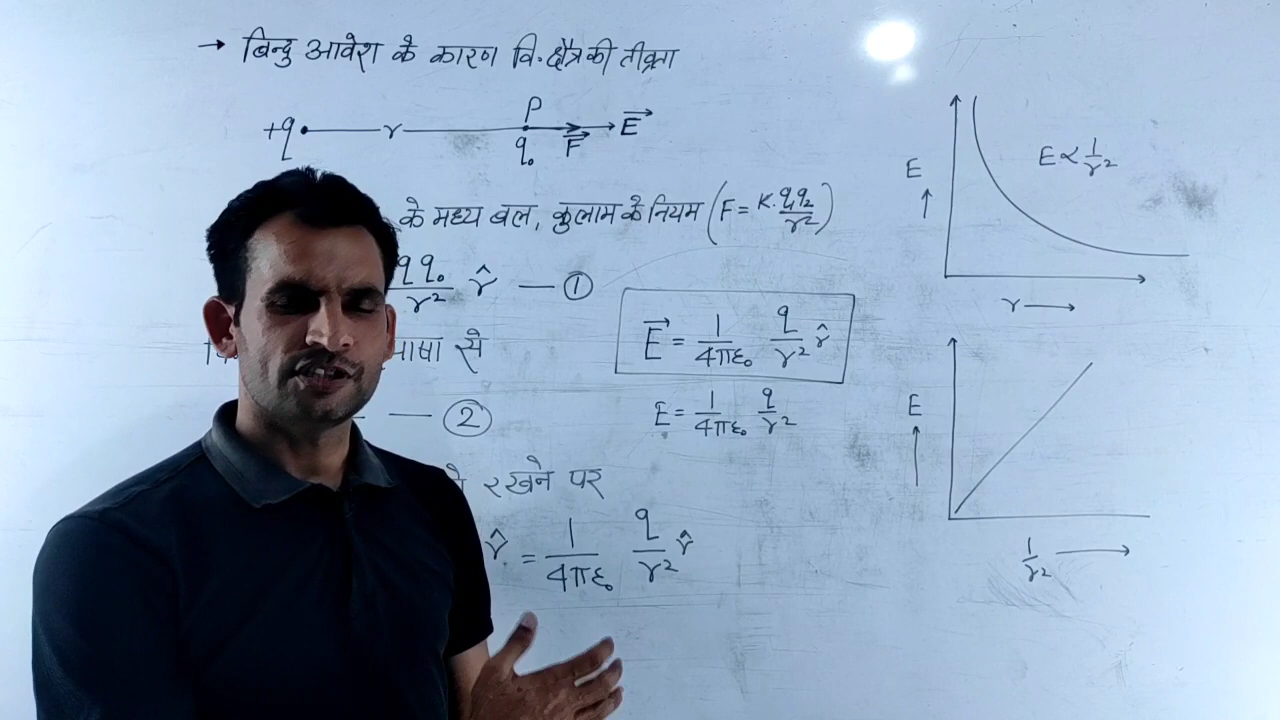 → बिन्दु आवेश के कारण वि. क्षेत्र की तीव्रता
+q r P q₀ F⃗ E⃗
के मध्य बल, कुलाम के नियम (F = K. q₁q₂/r²)
qq₀/r² r̂ — ①
से
— ②
रखने पर
r̂ = 1/4πε₀ q/r² r̂
E⃗ = 1/4πε₀ q/r² r̂
E = 1/4πε₀ q/r²
E ↑
E ∝ 1/r²
r →
E ↑
1/r² →